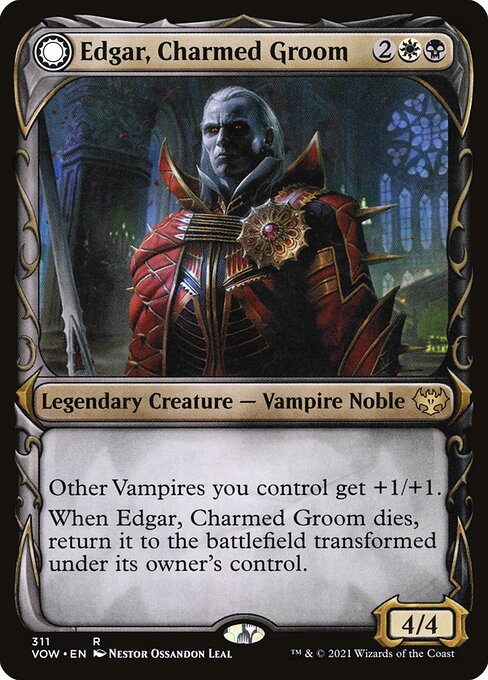 Edgar, Charmed Groom 2
Legendary Creature — Vampire Noble
Other Vampires you control get +1/+1.
When Edgar, Charmed Groom dies,
return it to the battlefield transformed
under its owner's control.
4/4
311 R
VOW • EN Nestor Ossandon Leal
™ & © 2021 Wizards of the Coast